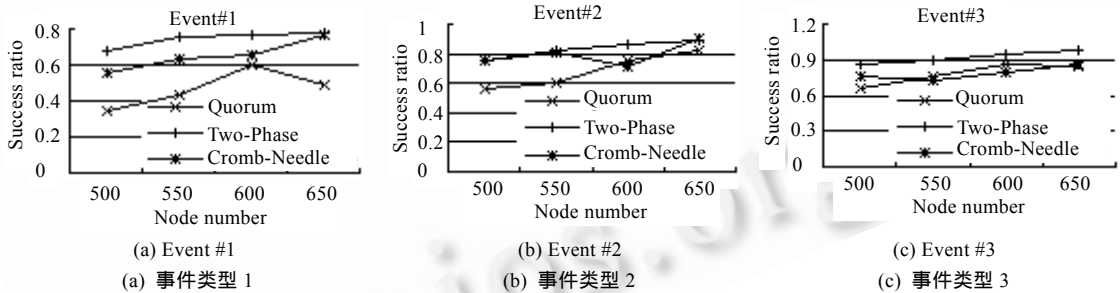 Event#1
Success ratio
0.8
0.6
0.4
0.2
0
Quorum
Two-Phase
Cromb-Needle
500 550 600 650
Node number
(a) Event #1
(a) 事件类型 1
Event#2
Success ratio
1
0.8
0.6
0.4
0.2
0
Quorum
Two-Phase
Cromb-Needle
500 550 600 650
Node number
(b) Event #2
(b) 事件类型 2
Event#3
Success ratio
1.2
0.9
0.6
0.3
0
Quorum
Two-Phase
Cromb-Needle
500 550 600 650
Node number
(c) Event #3
(c) 事件类型 3